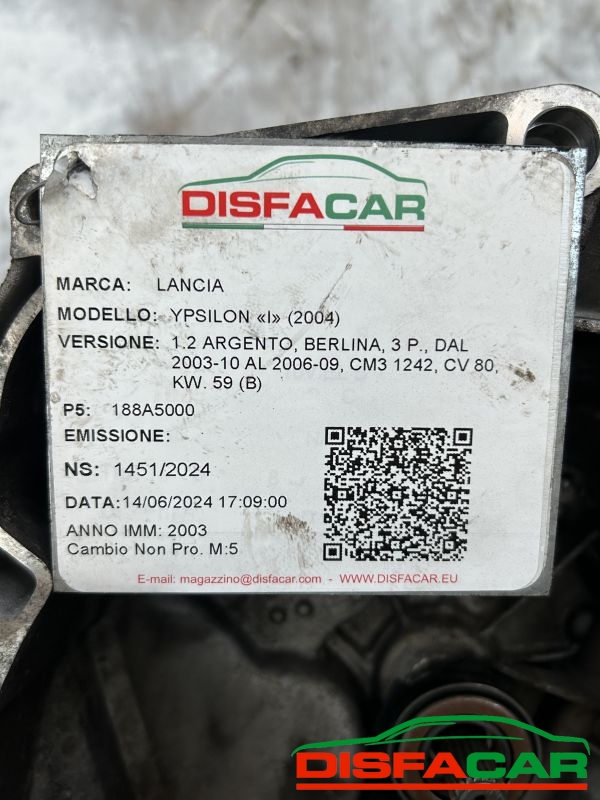 DISFACAR
MARCA: LANCIA
MODELLO: YPSILON «I» (2004)
VERSIONE: 1.2 ARGENTO, BERLINA, 3 P., DAL
2003-10 AL 2006-09, CM3 1242, CV 80,
KW. 59 (B)
P5: 188A5000
EMISSIONE:
NS: 1451/2024
DATA:14/06/2024 17:09:00
ANNO IMM: 2003
Cambio Non Pro. M:5
E-mail: magazzino@disfacar.com - WWW.DISFACAR.EU
DISFACAR